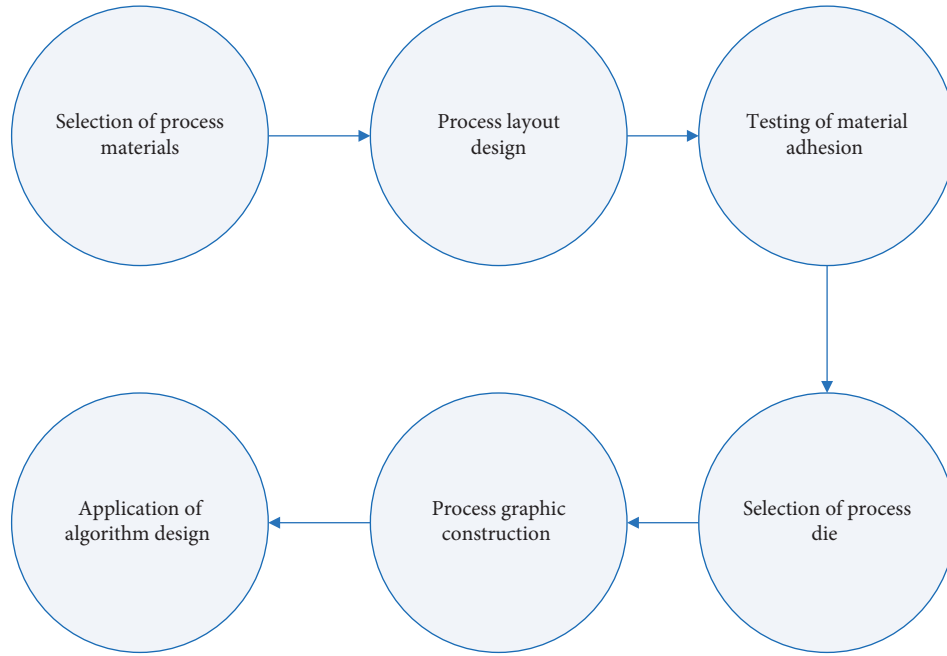 Selection of process
materials
Process layout
design
Testing of material
adhesion
Selection of process
die
Process graphic
construction
Application of
algorithm design